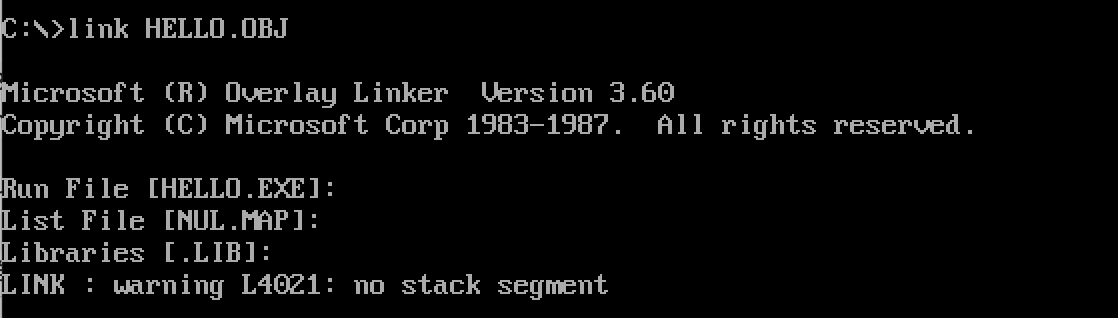 C:\>link HELLO.OBJ
Microsoft (R) Overlay Linker  Version 3.60
Copyright (C) Microsoft Corp 1983-1987.  All rights reserved.
Run File [HELLO.EXE]:
List File [NUL.MAP]:
Libraries [.LIB]:
LINK : warning L4021: no stack segment